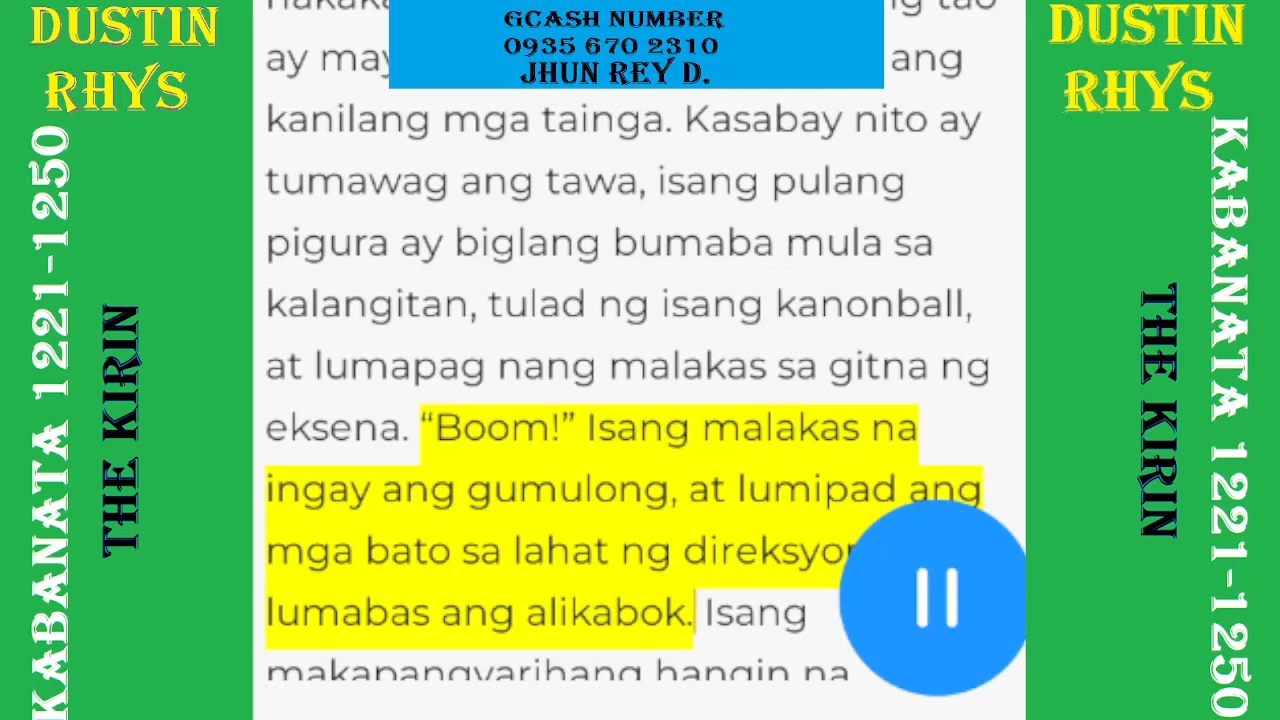 DUSTIN
RHYS
KABANATA 1221-1250
THE KIRIN
GCASH NUMBER
0935 670 2310
JHUN REY D.
ay may
ang
kanilang mga tainga. Kasabay nito ay
tumawag ang tawa, isang pulang
pigura ay biglang bumaba mula sa
kalangitan, tulad ng isang kanonball,
at lumapag nang malakas sa gitna ng
eksena. “Boom!” Isang malakas na
ingay ang gumulong, at lumipad ang
mga bato sa lahat ng
lumabas ang alikabok. Isang
makapangyarihang hangin na
DUSTIN
RHYS
KABANATA 1221-1250
THE KIRIN